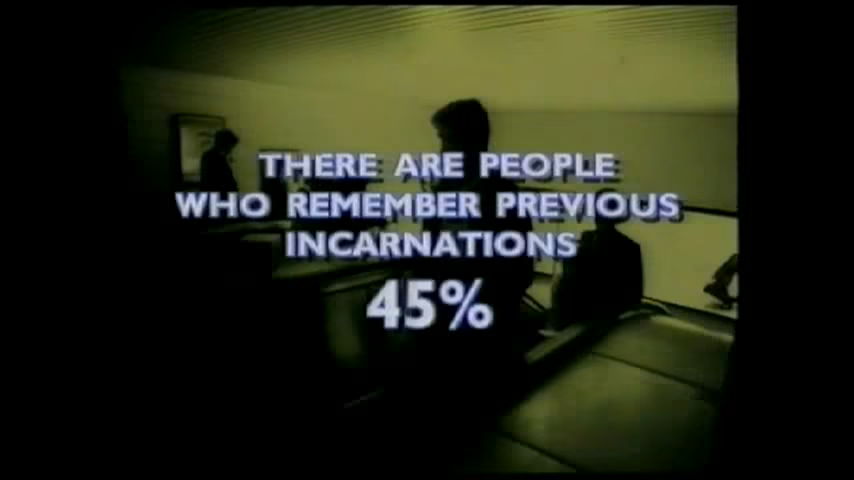 THERE ARE PEOPLE
WHO REMEMBER PREVIOUS
INCARNATIONS
45%